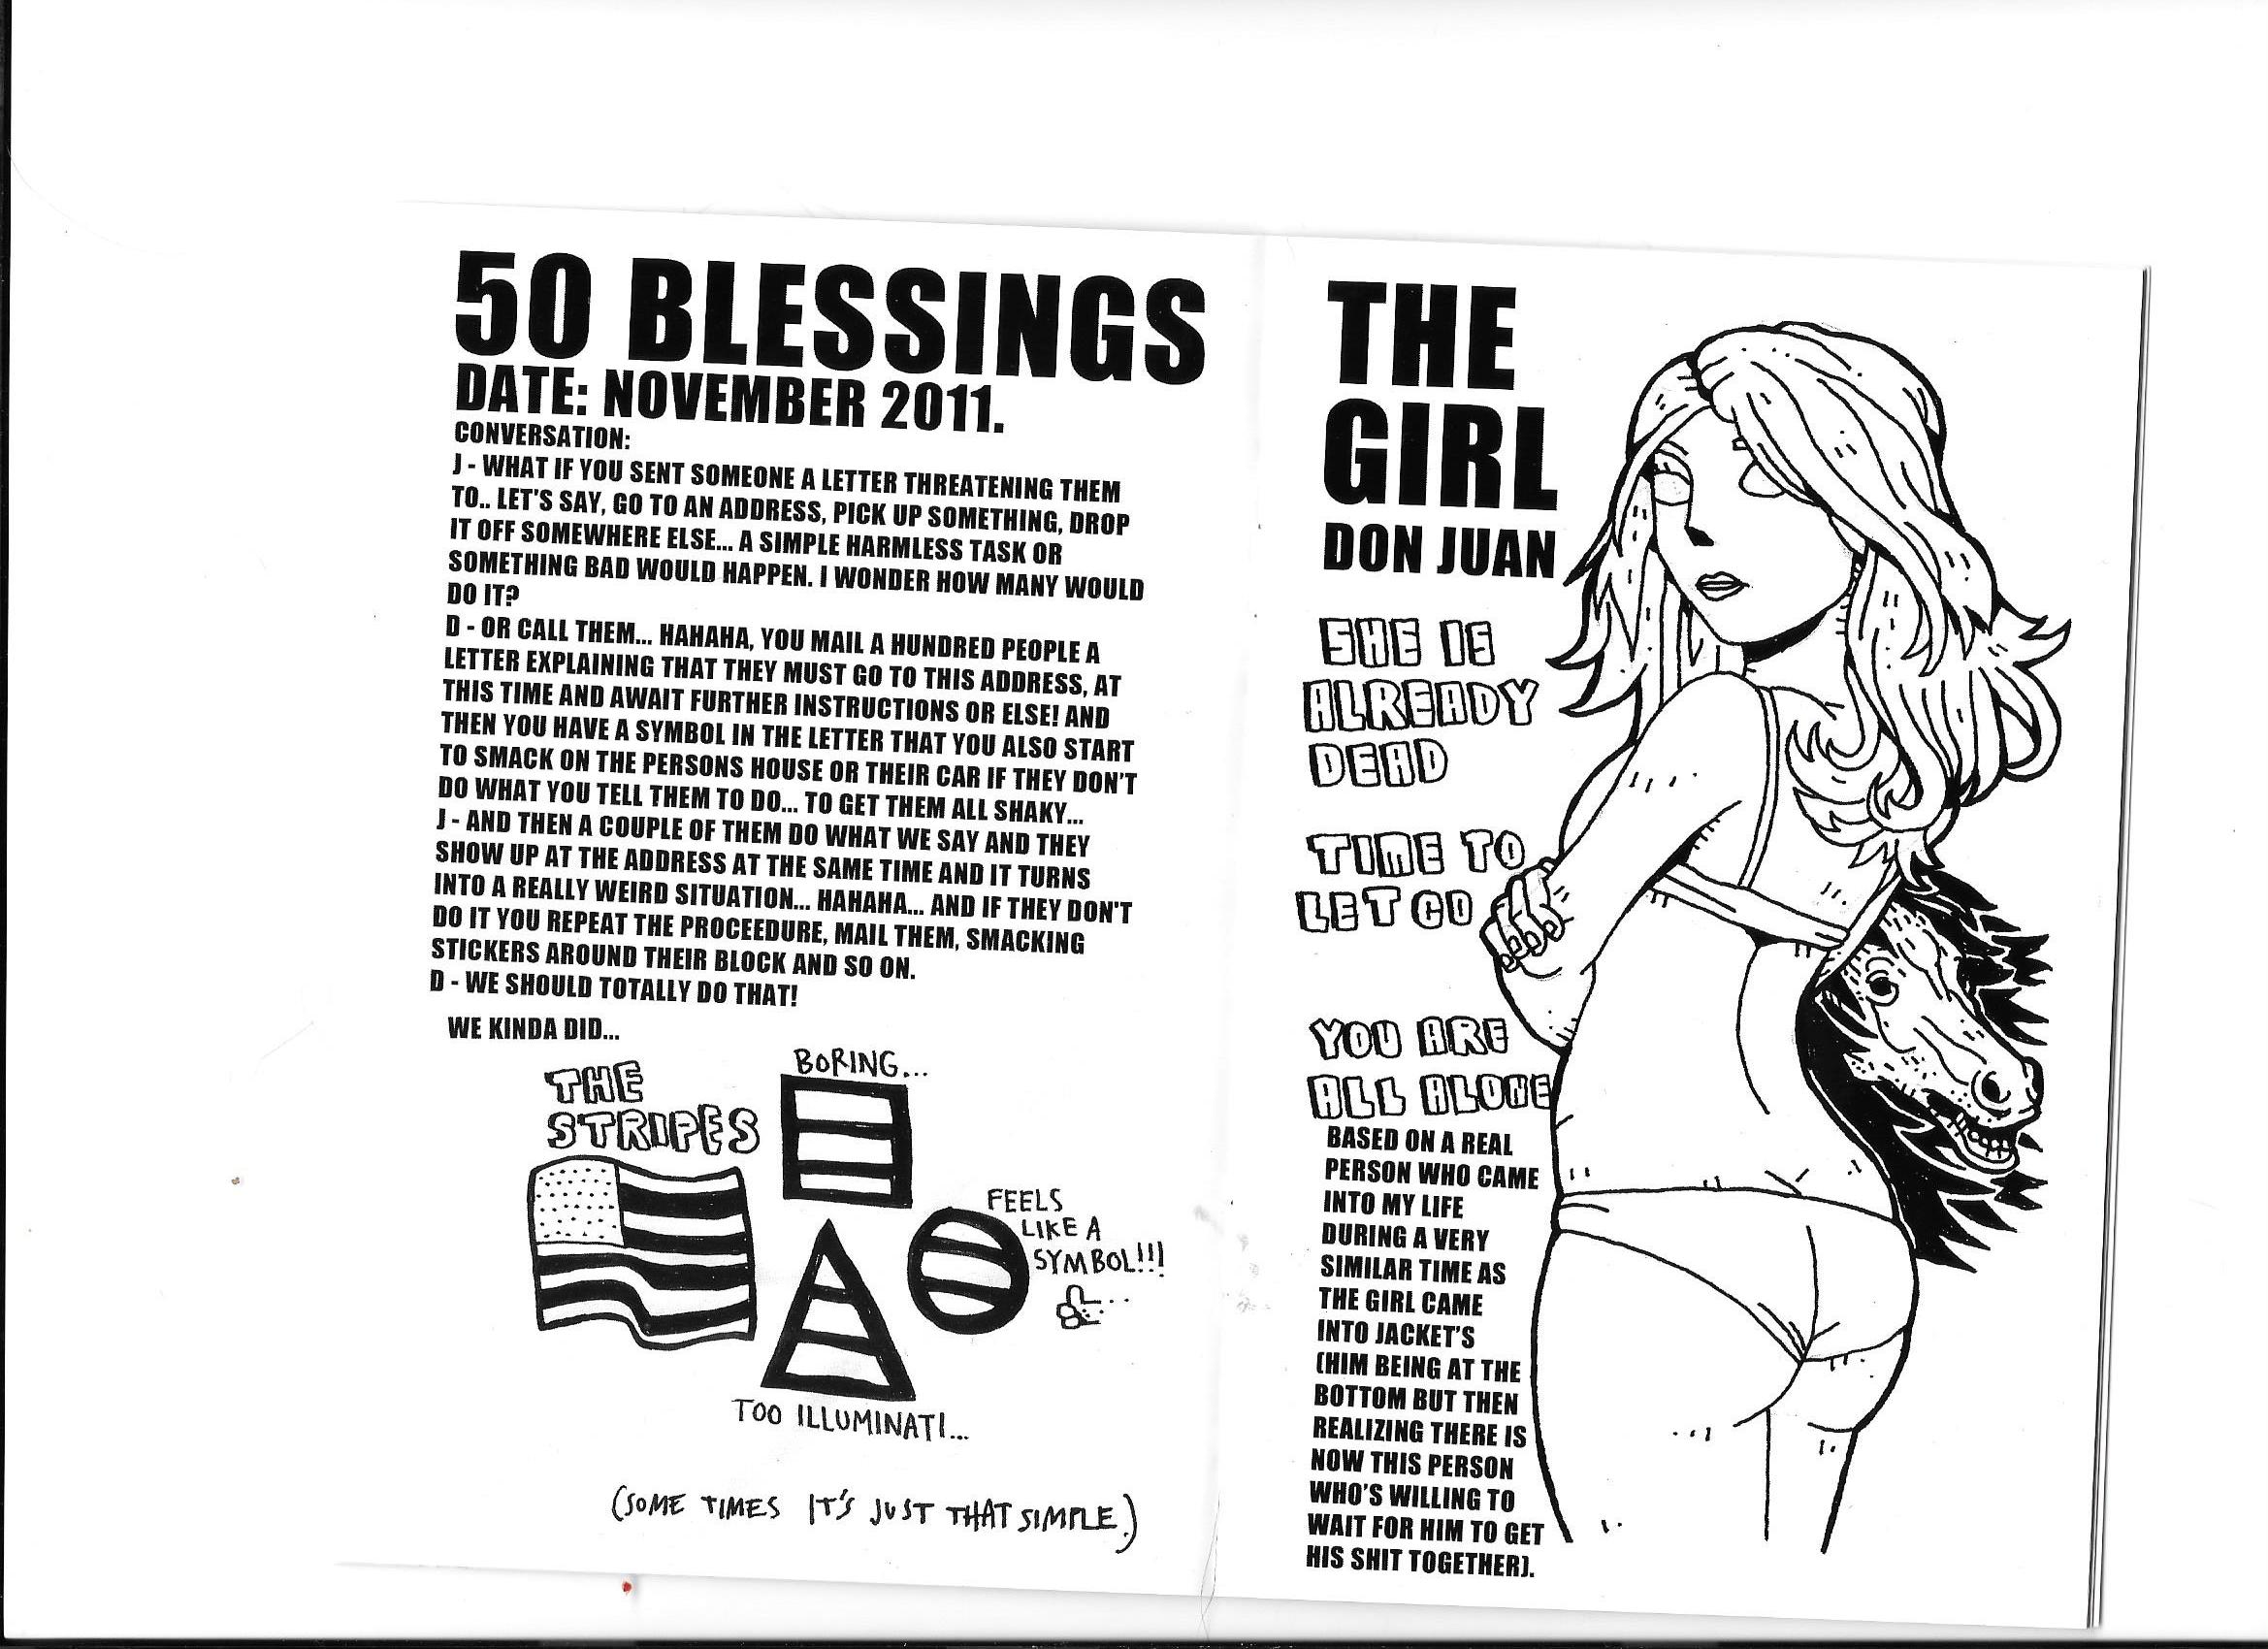 50 BLESSINGS
DATE: NOVEMBER 2011.
CONVERSATION:
J - WHAT IF YOU SENT SOMEONE A LETTER THREATENING THEM
TO.. LET'S SAY, GO TO AN ADDRESS, PICK UP SOMETHING, DROP
IT OFF SOMEWHERE ELSE... A SIMPLE HARMLESS TASK OR
SOMETHING BAD WOULD HAPPEN. I WONDER HOW MANY WOULD
DO IT?
D - OR CALL THEM... HAHAHA, YOU MAIL A HUNDRED PEOPLE A
LETTER EXPLAINING THAT THEY MUST GO TO THIS ADDRESS, AT
THIS TIME AND AWAIT FURTHER INSTRUCTIONS OR ELSE! AND
THEN YOU HAVE A SYMBOL IN THE LETTER THAT YOU ALSO START
TO SMACK ON THE PERSONS HOUSE OR THEIR CAR IF THEY DON'T
DO WHAT YOU TELL THEM TO DO... TO GET THEM ALL SHAKY...
J - AND THEN A COUPLE OF THEM DO WHAT WE SAY AND THEY
SHOW UP AT THE ADDRESS AT THE SAME TIME AND IT TURNS
INTO A REALLY WEIRD SITUATION... HAHAHA... AND IF THEY DON'T
DO IT YOU REPEAT THE PROCEEDURE, MAIL THEM, SMACKING
STICKERS AROUND THEIR BLOCK AND SO ON.
D - WE SHOULD TOTALLY DO THAT!
WE KINDA DID...
THE
STRIPES
BORING...
FEELS
LIKE A
SYMBOL!!!
TOO ILLUMINATI...
(SOME TIMES IT'S JUST THAT SIMPLE.)
THE
GIRL
DON JUAN
SHE IS
ALREADY
DEAD
TIME TO
LET GO
YOU ARE
ALL ALONE
BASED ON A REAL
PERSON WHO CAME
INTO MY LIFE
DURING A VERY
SIMILAR TIME AS
THE GIRL CAME
INTO JACKET'S
(HIM BEING AT THE
BOTTOM BUT THEN
REALIZING THERE IS
NOW THIS PERSON
WHO'S WILLING TO
WAIT FOR HIM TO GET
HIS SHIT TOGETHER).